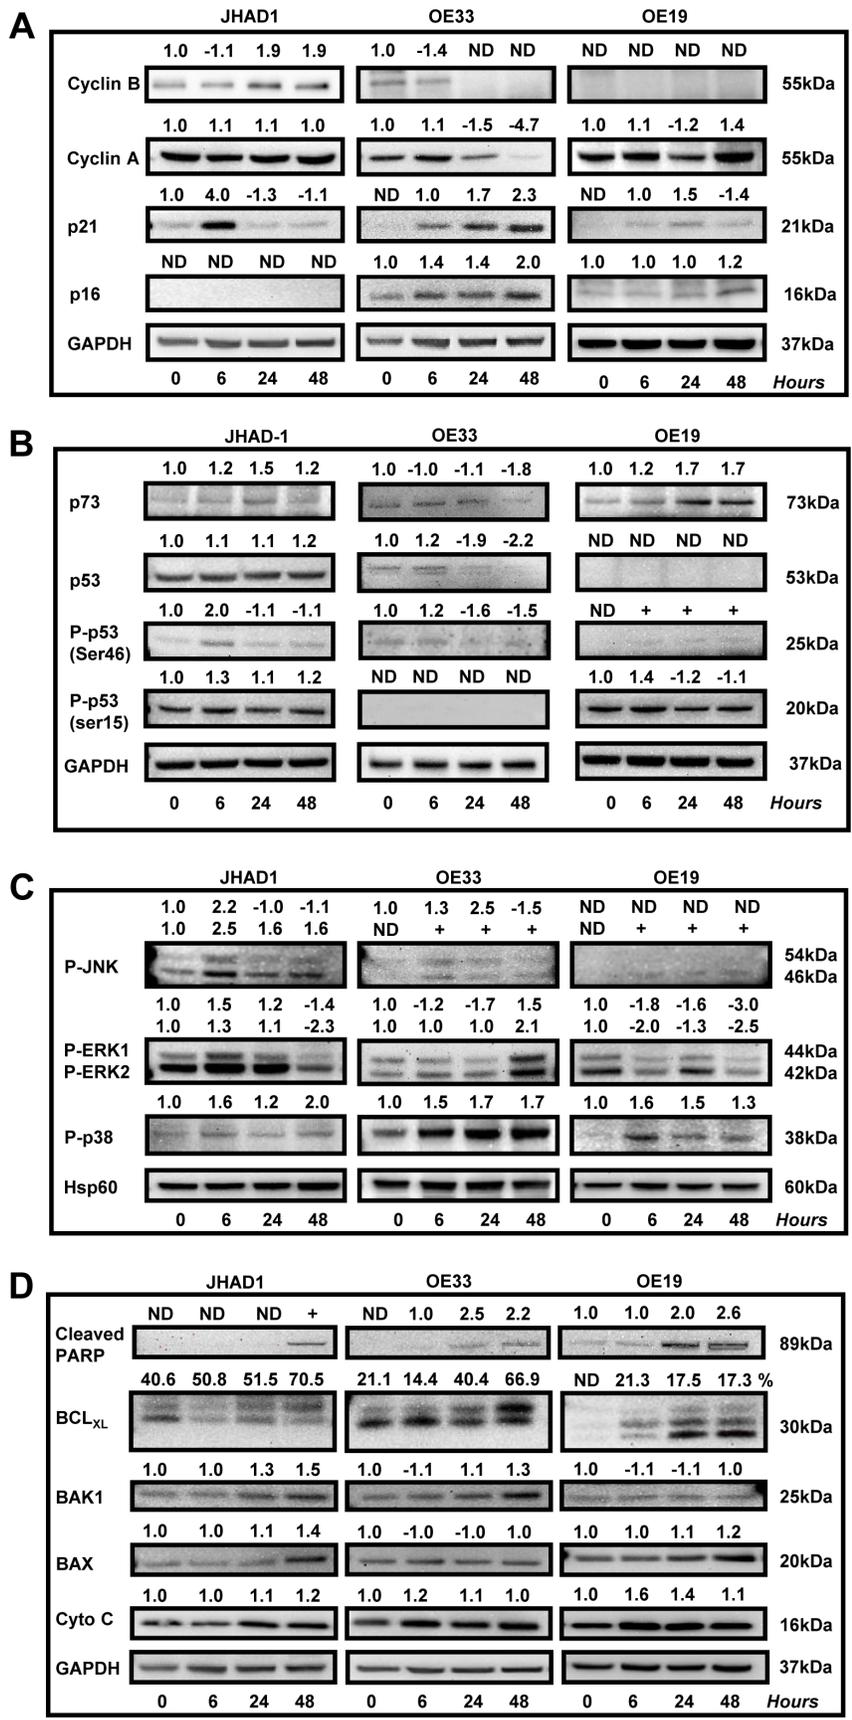 A
JHAD1 OE33 OE19
1.0 -1.1 1.9 1.9 1.0 -1.4 ND ND ND ND ND ND
Cyclin B 55kDa
1.0 1.1 1.1 1.0 1.0 1.1 -1.5 -4.7 1.0 1.1 -1.2 1.4
Cyclin A 55kDa
1.0 4.0 -1.3 -1.1 ND 1.0 1.7 2.3 ND 1.0 1.5 -1.4
p21 21kDa
ND ND ND ND 1.0 1.4 1.4 2.0 1.0 1.0 1.0 1.2
p16 16kDa
GAPDH 37kDa
0 6 24 48 0 6 24 48 0 6 24 48 Hours
B
JHAD-1 OE33 OE19
1.0 1.2 1.5 1.2 1.0 -1.0 -1.1 -1.8 1.0 1.2 1.7 1.7
p73 73kDa
1.0 1.1 1.1 1.2 1.0 1.2 -1.9 -2.2 ND ND ND ND
p53 53kDa
1.0 2.0 -1.1 -1.1 1.0 1.2 -1.6 -1.5 ND + + +
P-p53
(Ser46) 25kDa
1.0 1.3 1.1 1.2 ND ND ND ND 1.0 1.4 -1.2 -1.1
P-p53
(ser15) 20kDa
GAPDH 37kDa
0 6 24 48 0 6 24 48 0 6 24 48 Hours
C
JHAD1 OE33 OE19
1.0 2.2 -1.0 -1.1 1.0 1.3 2.5 -1.5 ND ND ND ND
1.0 2.5 1.6 1.6 ND + + + ND + + +
54kDa
P-JNK 46kDa
1.0 1.5 1.2 -1.4 1.0 -1.2 -1.7 1.5 1.0 -1.8 -1.6 -3.0
1.0 1.3 1.1 -2.3 1.0 1.0 1.0 2.1 1.0 -2.0 -1.3 -2.5
P-ERK1 44kDa
P-ERK2 42kDa
1.0 1.6 1.2 2.0 1.0 1.5 1.7 1.7 1.0 1.6 1.5 1.3
P-p38 38kDa
Hsp60 60kDa
0 6 24 48 0 6 24 48 0 6 24 48 Hours
D
JHAD1 OE33 OE19
ND ND ND + ND 1.0 2.5 2.2 1.0 1.0 2.0 2.6
Cleaved
PARP 89kDa
40.6 50.8 51.5 70.5 21.1 14.4 40.4 66.9 ND 21.3 17.5 17.3 %
BCLXL 30kDa
1.0 1.0 1.3 1.5 1.0 -1.1 1.1 1.3 1.0 -1.1 -1.1 1.0
BAK1 25kDa
1.0 1.0 1.1 1.4 1.0 -1.0 -1.0 1.0 1.0 1.0 1.1 1.2
BAX 20kDa
1.0 1.0 1.1 1.2 1.0 1.2 1.1 1.0 1.0 1.6 1.4 1.1
Cyto C 16kDa
GAPDH 37kDa
0 6 24 48 0 6 24 48 0 6 24 48 Hours